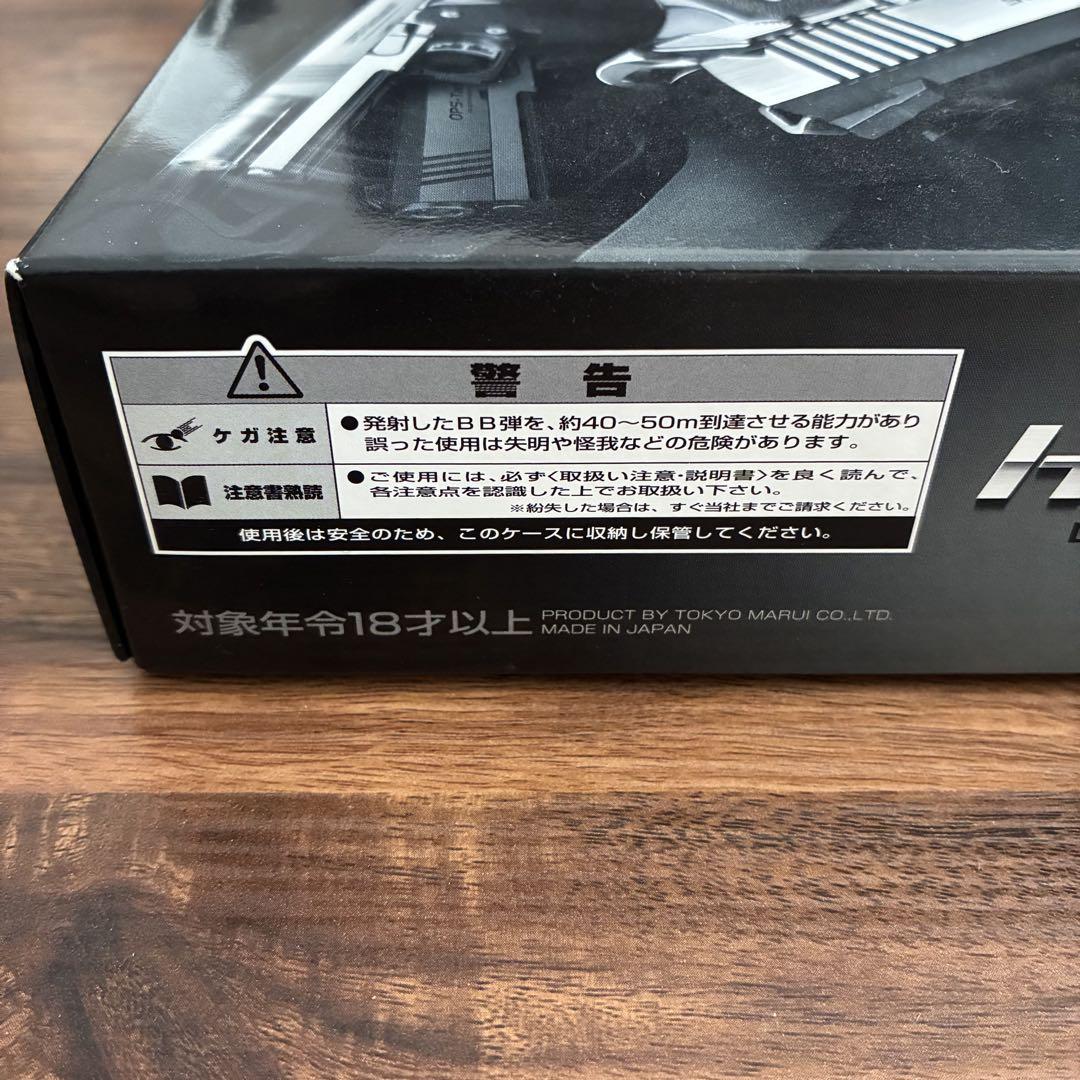 OPS-T
警告
ケガ注意
●発射したＢＢ弾を、約40〜50m到達させる能力があり
誤った使用は失明や怪我などの危険があります。
注意書熟読
●ご使用には、必ず〈取扱い注意・説明書〉を良く読んで、
各注意点を認識した上でお取扱い下さい。
※紛失した場合は、すぐ当社までご請求ください。
使用後は安全のため、このケースに収納し保管してください。
対象年令18才以上
PRODUCT BY TOKYO MARUI CO.,LTD.
MADE IN JAPAN